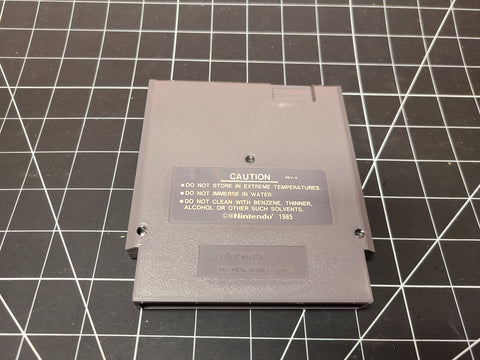 CAUTION
• DO NOT STORE IN EXTREME TEMPERATURES.
• DO NOT IMMERSE IN WATER.
• DO NOT CLEAN WITH BENZENE, THINNER,
ALCOHOL OR OTHER SUCH SOLVENTS.
©Ⓜ Nintendo® 1985
Nintendo